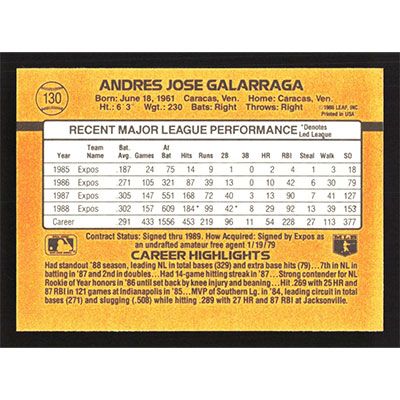 130
ANDRES JOSE GALARRAGA
Born: June 18, 1961 Caracas, Ven. Home: Caracas, Ven.
Ht.: 6' 3" Wgt.: 230 Bats: Right Throws: Right
©1988 LEAF, INC.
Printed in USA
RECENT MAJOR LEAGUE PERFORMANCE *Denotes Led League
Year Team Name Bat. Avg. Games At Bat Hits Runs 2B 3B HR RBI Steal Walk SO
1985 Expos .187 24 75 14 9 1 0 2 4 1 3 18
1986 Expos .271 105 321 87 39 13 0 10 42 6 30 79
1987 Expos .305 147 551 168 72 40 3 13 90 7 41 127
1988 Expos .302 157 609 184* 99 42* 8 29 92 13 39 153
Career .291 433 1556 453 219 96 11 54 228 27 113 377
Contract Status: Signed thru 1989. How Acquired: Signed by Expos as
an undrafted amateur free agent 1/19/79
CAREER HIGHLIGHTS
Had standout '88 season, leading NL in total bases (329) and extra base hits (79)...7th in NL in
batting in '87 and 2nd in doubles... Had 14-game hitting streak in '87... Strong contender for NL
Rookie of Year honors in '86 until set back by knee injury and beaning... Hit .269 with 25 HR and
87 RBI in 121 games at Indianapolis in '85... MVP of Southern Lg. in '84, leading circuit in total
bases (271) and slugging (.508) while hitting .289 with 27 HR and 87 RBI at Jacksonville.